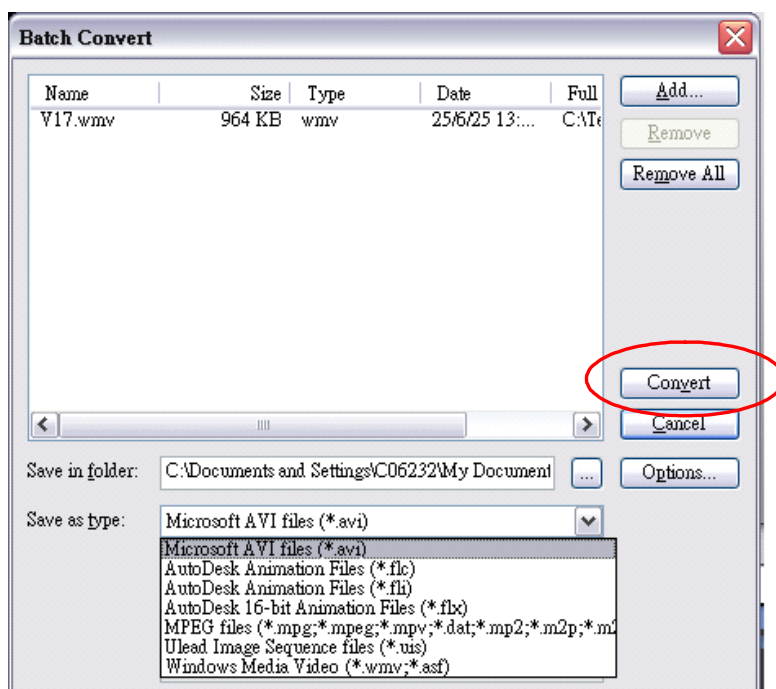 Batch Convert
Name Size Type Date Full
V17.wmv 964 KB wmv 25/6/25 13:... C:\Te
Add...
Remove
Remove All
Convert
Cancel
Save in folder: C:\Documents and Settings\C06232\My Document ... Options...
Save as type: Microsoft AVI files (*.avi)
Microsoft AVI files (*.avi)
AutoDesk Animation Files (*.flc)
AutoDesk Animation Files (*.fli)
AutoDesk 16-bit Animation Files (*.flx)
MPEG files (*.mpg;*.mpeg;*.mpv;*.dat;*.mp2;*.m2p;*.m2
Ulead Image Sequence files (*.uis)
Windows Media Video (*.wmv;*.asf)